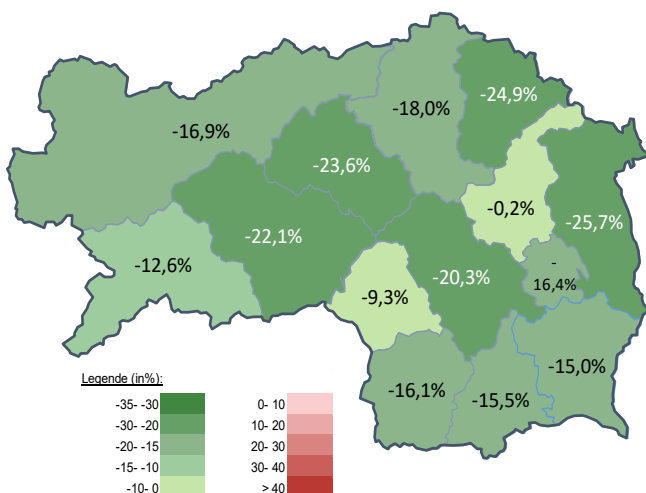 -24,9%
-18,0%
-16,9%
-23,6%
-0,2%
-25,7%
-22,1%
-12,6%
-20,3%
-
16,4%
-9,3%
-15,0%
-16,1%
-15,5%
Legende (in%):
-35- -30 0- 10
-30- -20 10- 20
-20- -15 20- 30
-15- -10 30- 40
-10- 0 > 40